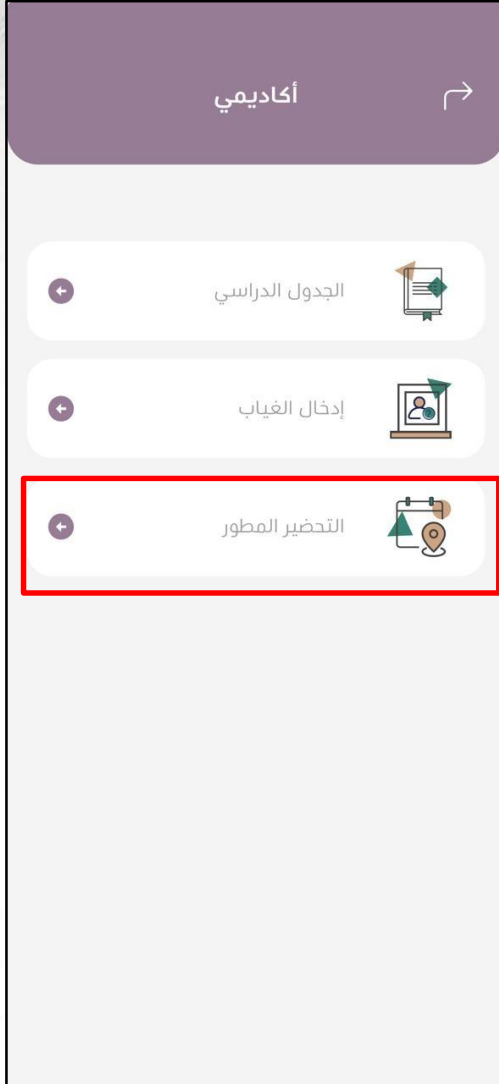 أكاديمي
الجدول الدراسي
إدخال الغياب
التحضير المطور